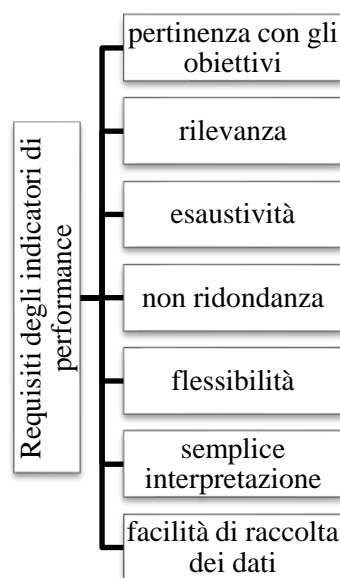 Requisiti degli indicatori di
performance
pertinenza con gli
obiettivi
rilevanza
esaustività
non ridondanza
flessibilità
semplice
interpretazione
facilità di raccolta
dei dati